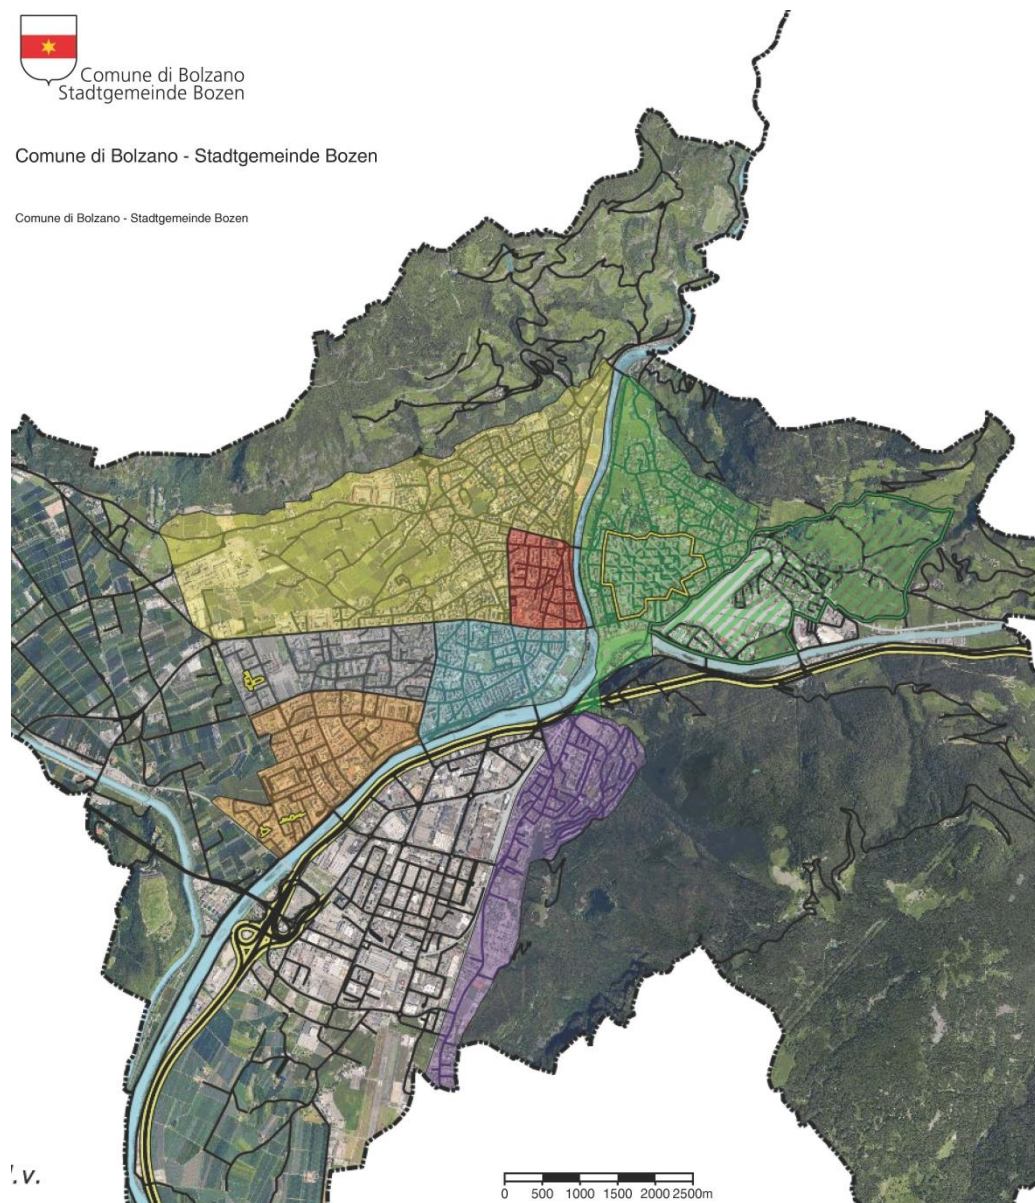 Comune di Bolzano
Stadtgemeinde Bozen
Comune di Bolzano - Stadtgemeinde Bozen
Comune di Bolzano - Stadtgemeinde Bozen
.v.
0 500 1000 1500 2000 2500m